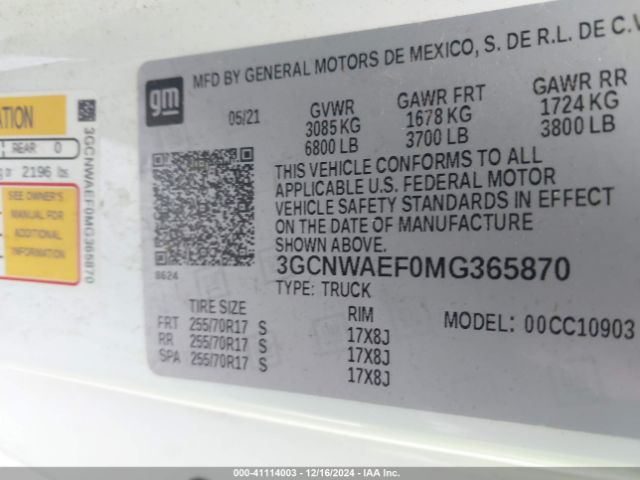 MFD BY GENERAL MOTORS DE MEXICO, S. DE R.L. DE C.V
gm
05/21
GVWR
3085 KG
6800 LB
GAWR FRT
1678 KG
3700 LB
GAWR RR
1724 KG
3800 LB
THIS VEHICLE CONFORMS TO ALL
APPLICABLE U.S. FEDERAL MOTOR
VEHICLE SAFETY STANDARDS IN EFFECT
ON THE DATE OF MANUFACTURE
SHOWN ABOVE.
8624
3GCNWAEF0MG365870
TYPE: TRUCK
MODEL: 00CC10903
TIRE SIZE
RIM
FRT 255/70R17 S 17X8J
RR 255/70R17 S 17X8J
SPA 255/70R17 S 17X8J
REAR 0
2196 lbs.
SEE OWNER'S
MANUAL FOR
ADDITIONAL
INFORMATION
3GCNWAEF0MG365870
00-41114003 - 12/16/2024 - IAAI.com